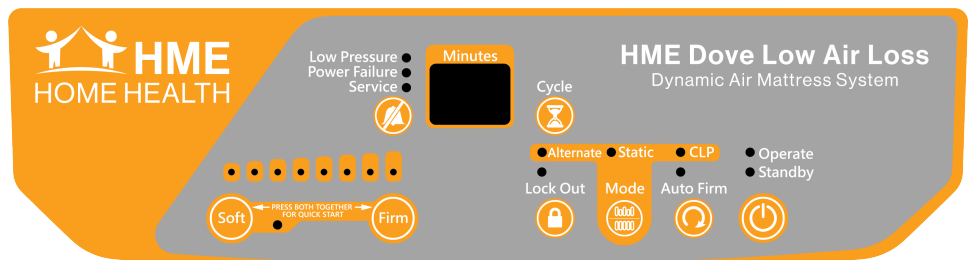 HME
HOME HEALTH
Low Pressure
Power Failure
Service
Minutes
Cycle
HME Dove Low Air Loss
Dynamic Air Mattress System
Alternate Static CLP
Operate
Standby
Lock Out Mode Auto Firm
Soft
PRESS BOTH TOGETHER
FOR QUICK START
Firm